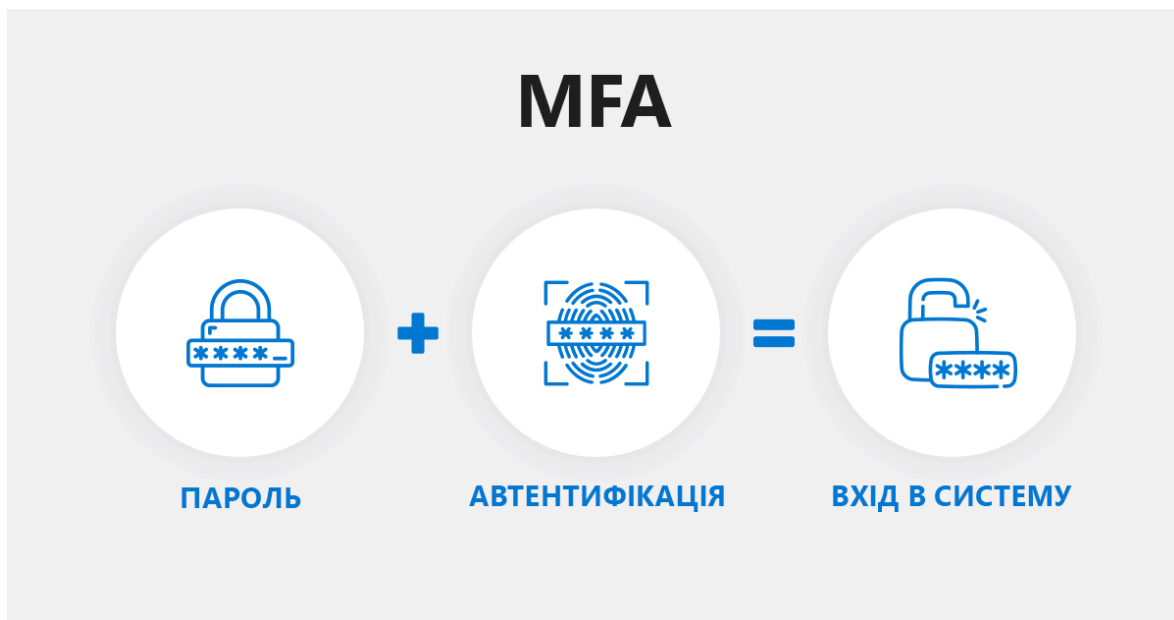 MFA
****_
+
****
=
****
ПАРОЛЬ
АВТЕНТИФІКАЦІЯ
ВХІД В СИСТЕМУ